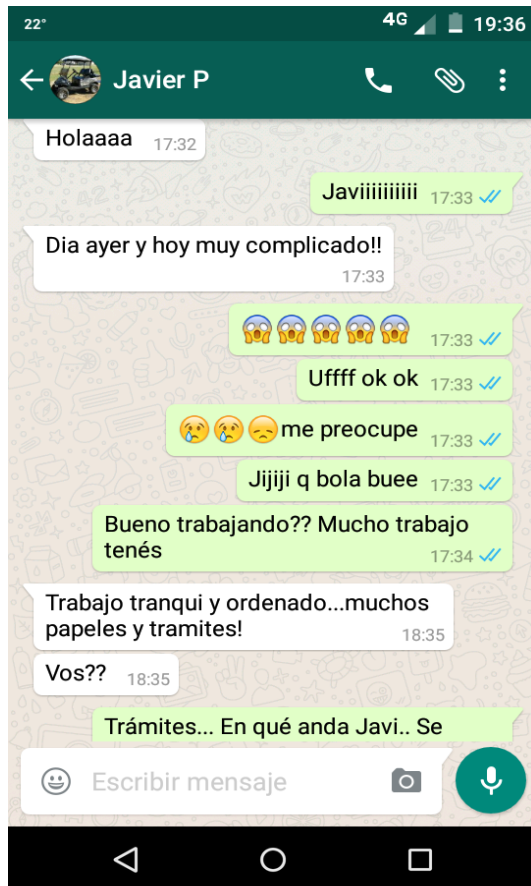 22°
4G 19:36
Javier P
Holaaaa 17:32
Javiiiiiiiiii 17:33
Dia ayer y hoy muy complicado!!
17:33
17:33
Uffff ok ok 17:33
me preocupe 17:33
Jijiji q bola buee 17:33
Bueno trabajando?? Mucho trabajo
tenés 17:34
Trabajo tranqui y ordenado...muchos
papeles y tramites! 18:35
Vos?? 18:35
Trámites... En qué anda Javi.. Se
Escribir mensaje